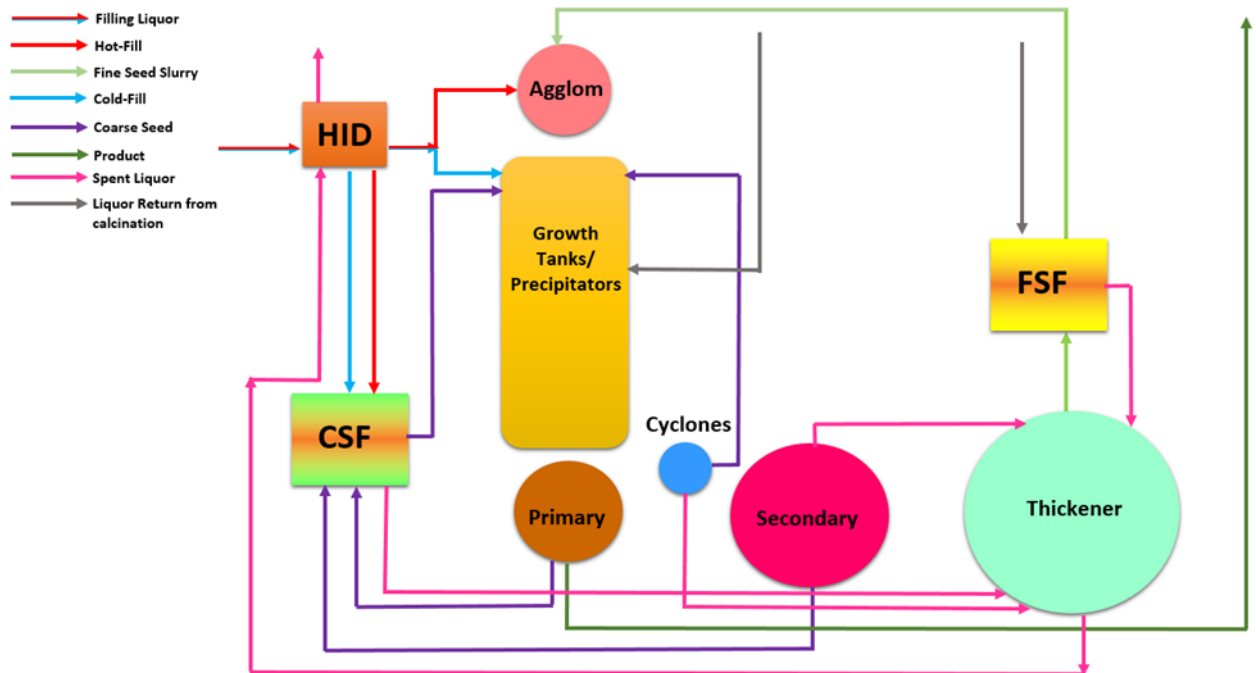 Filling Liquor
Hot-Fill
Fine Seed Slurry
Cold-Fill
Coarse Seed
Product
Spent Liquor
Liquor Return from
calcination
HID
Agglom
Growth
Tanks/
Precipitators
FSF
CSF
Cyclones
Primary
Secondary
Thickener